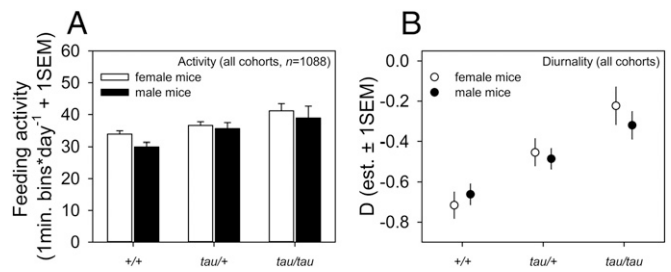 A
Feeding activity
(1min. bins*day⁻¹ + 1SEM)
60
50
40
30
20
10
0
Activity (all cohorts, n=1088)
female mice
male mice
+/+
tau/+
tau/tau
B
D (est. ± 1SEM)
0.0
-0.2
-0.4
-0.6
-0.8
Diurnality (all cohorts)
female mice
male mice
+/+
tau/+
tau/tau